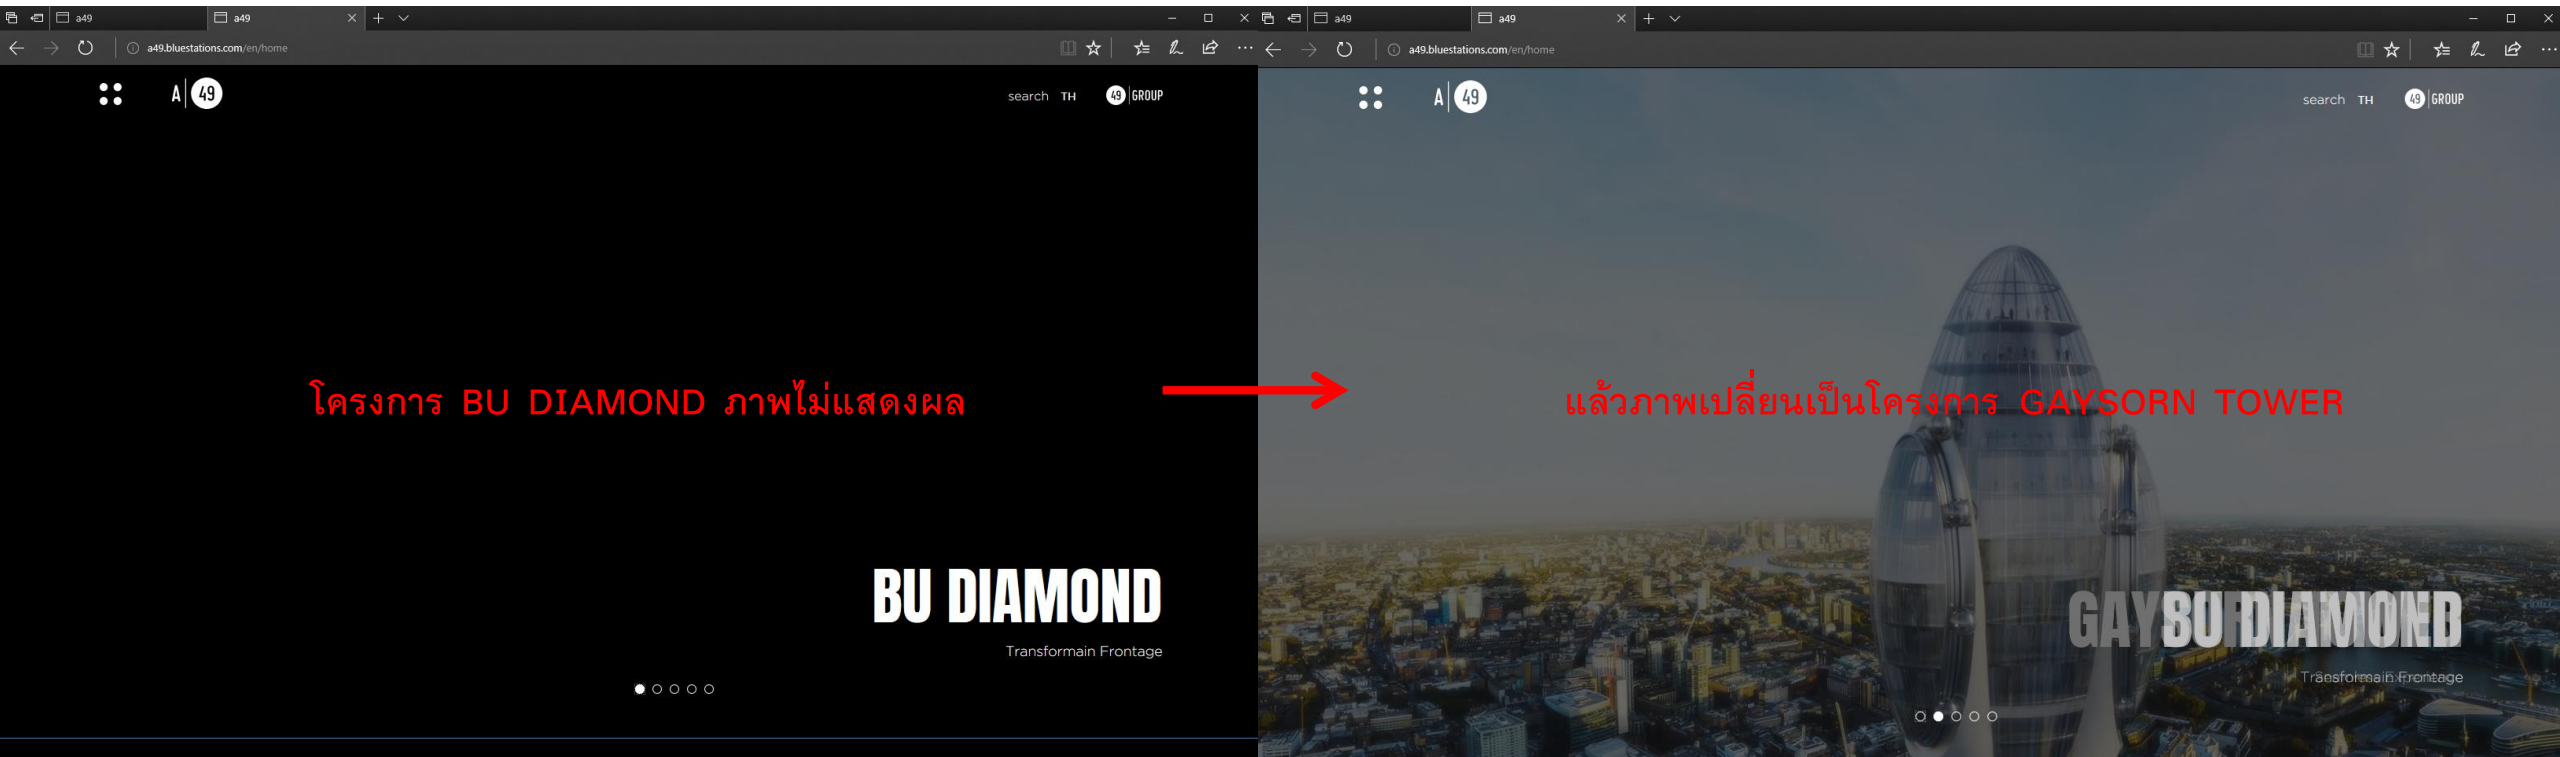 a49
a49
a49.bluestations.com/en/home
A 49
search TH 49 GROUP
โครงการ BU DIAMOND ภาพไม่แสดงผล
BU DIAMOND
Transformain Frontage
a49
a49
a49.bluestations.com/en/home
A 49
search TH 49 GROUP
แล้วภาพเปลี่ยนเป็นโครงการ GAYSORN TOWER
BU DIAMOND
Transformain Frontage